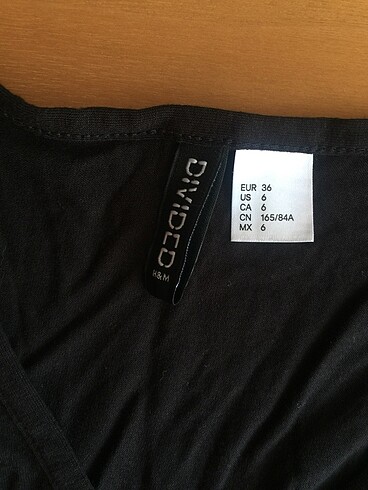 DIVIDED
H&M
EUR 36
US 6
CA 6
CN 165/84A
MX 6